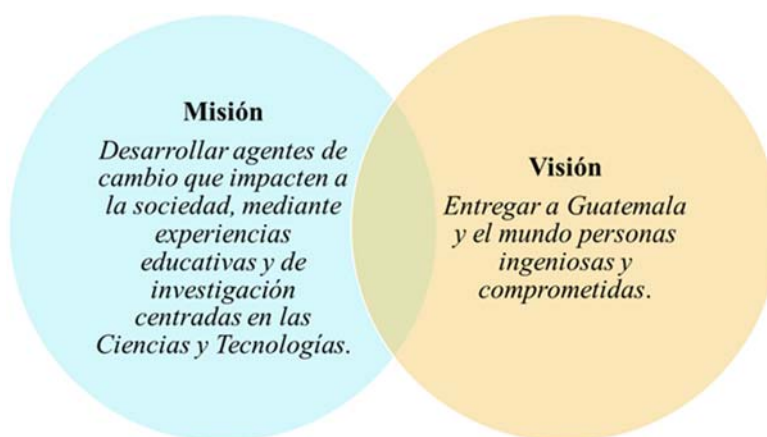 Misión
Desarrollar agentes de
cambio que impacten a
la sociedad, mediante
experiencias
educativas y de
investigación
centradas en las
Ciencias y Tecnologías.
Visión
Entregar a Guatemala
y el mundo personas
ingeniosas y
comprometidas.